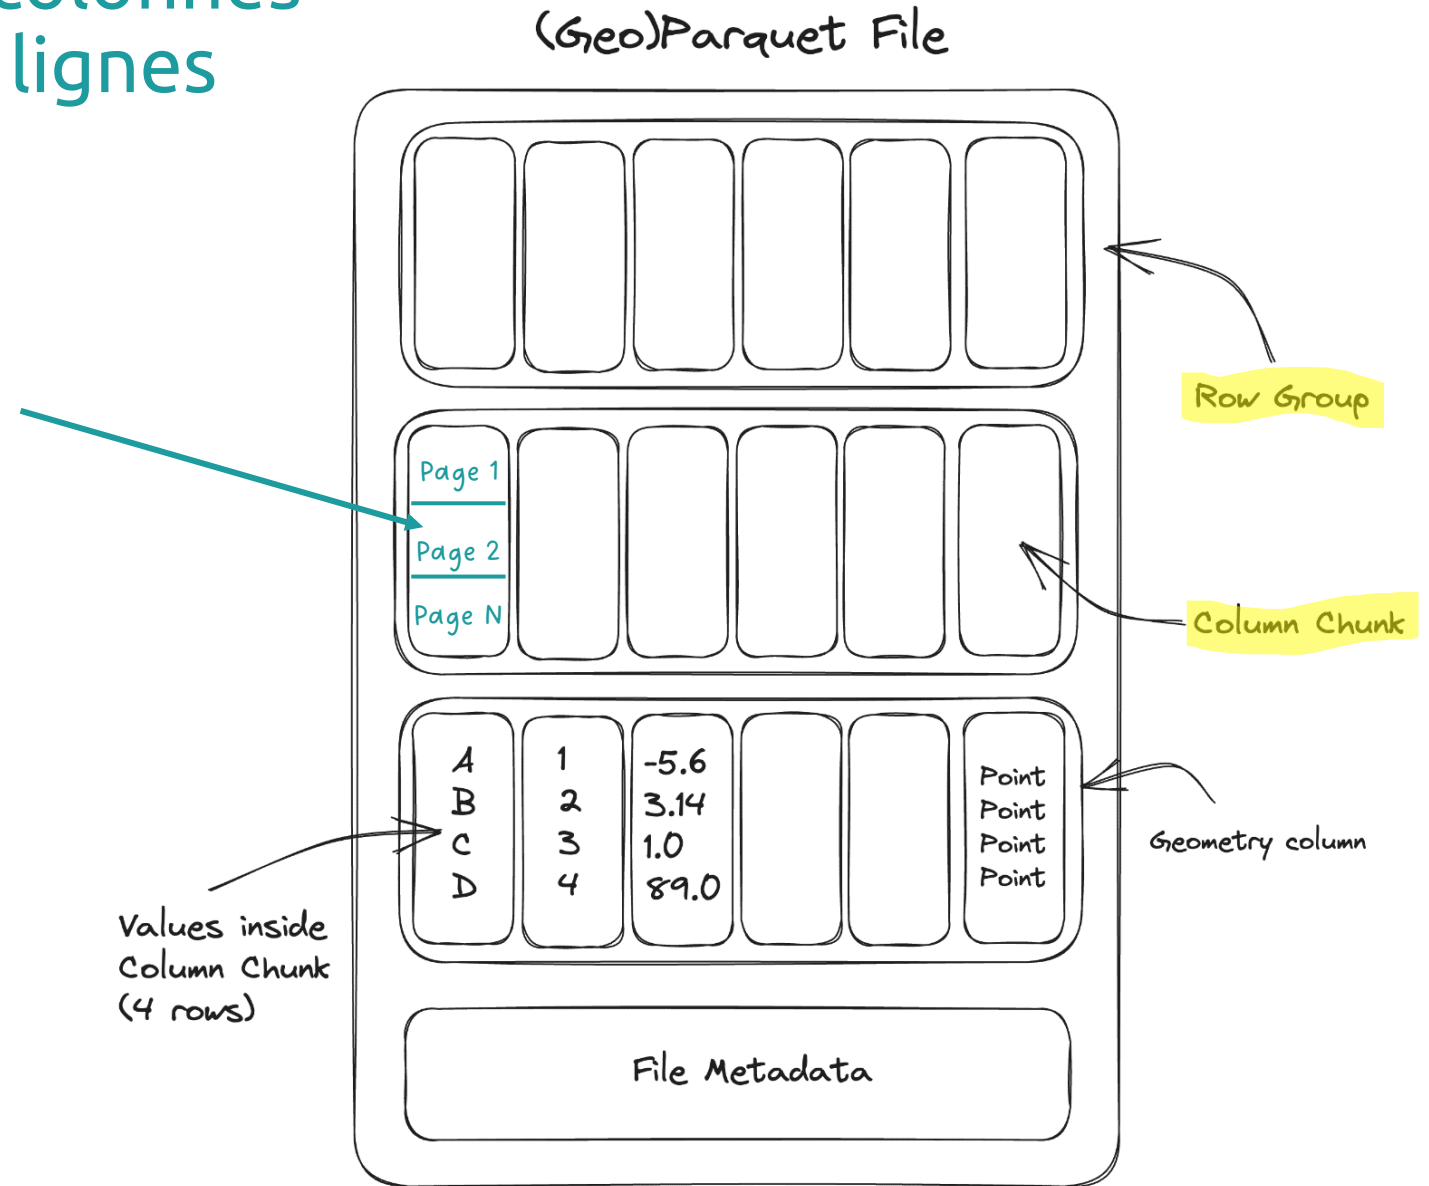 colonnes
lignes
(Geo)Parquet File
Row Group
Page 1
Page 2
Page N
Column Chunk
A
B
C
D
1
2
3
4
-5.6
3.14
1.0
89.0
Point
Point
Point
Point
Geometry column
Values inside
Column Chunk
(4 rows)
File Metadata